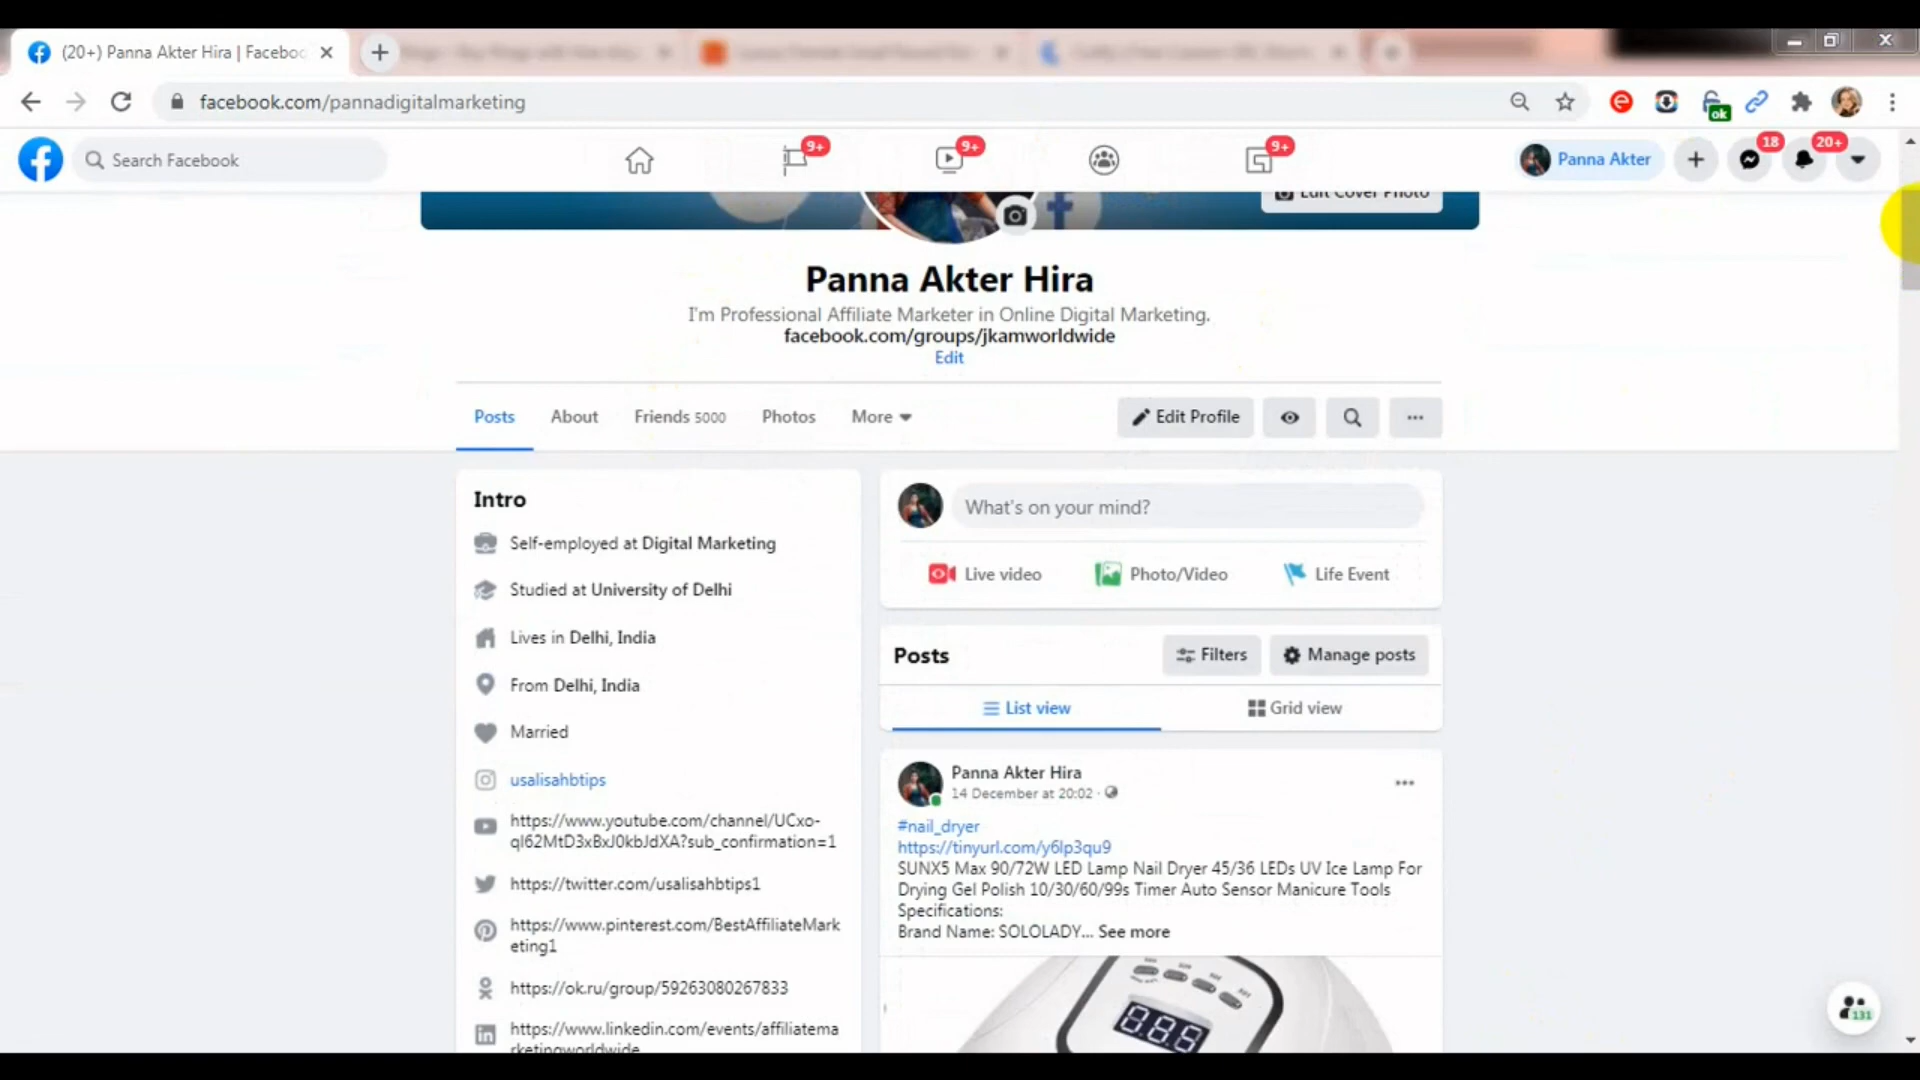 (20+) Panna Akter Hira | Faceboo
facebook.com/pannadigitalmarketing
ok
Search Facebook
9+
9+
9+
Panna Akter
18
20+
Edit Cover Photo
Panna Akter Hira
I'm Professional Affiliate Marketer in Online Digital Marketing.
facebook.com/groups/jkamworldwide
Edit
Posts
About
Friends 5000
Photos
More
Edit Profile
Intro
Self-employed at Digital Marketing
Studied at University of Delhi
Lives in Delhi, India
From Delhi, India
Married
usalisahbtips
https://www.youtube.com/channel/UCxo-
ql62MtD3xBxJ0kbJdXA?sub_confirmation=1
https://twitter.com/usalisahbtips1
https://www.pinterest.com/BestAffiliateMark
eting1
https://ok.ru/group/59263080267833
https://www.linkedin.com/events/affiliatema
rketingworldwide
What's on your mind?
Live video
Photo/Video
Life Event
Posts
Filters
Manage posts
List view
Grid view
Panna Akter Hira
14 December at 20:02 ·
#nail_dryer
https://tinyurl.com/y6lp3qu9
SUNX5 Max 90/72W LED Lamp Nail Dryer 45/36 LEDs UV Ice Lamp For
Drying Gel Polish 10/30/60/99s Timer Auto Sensor Manicure Tools
Specifications:
Brand Name: SOLOLADY... See more
131